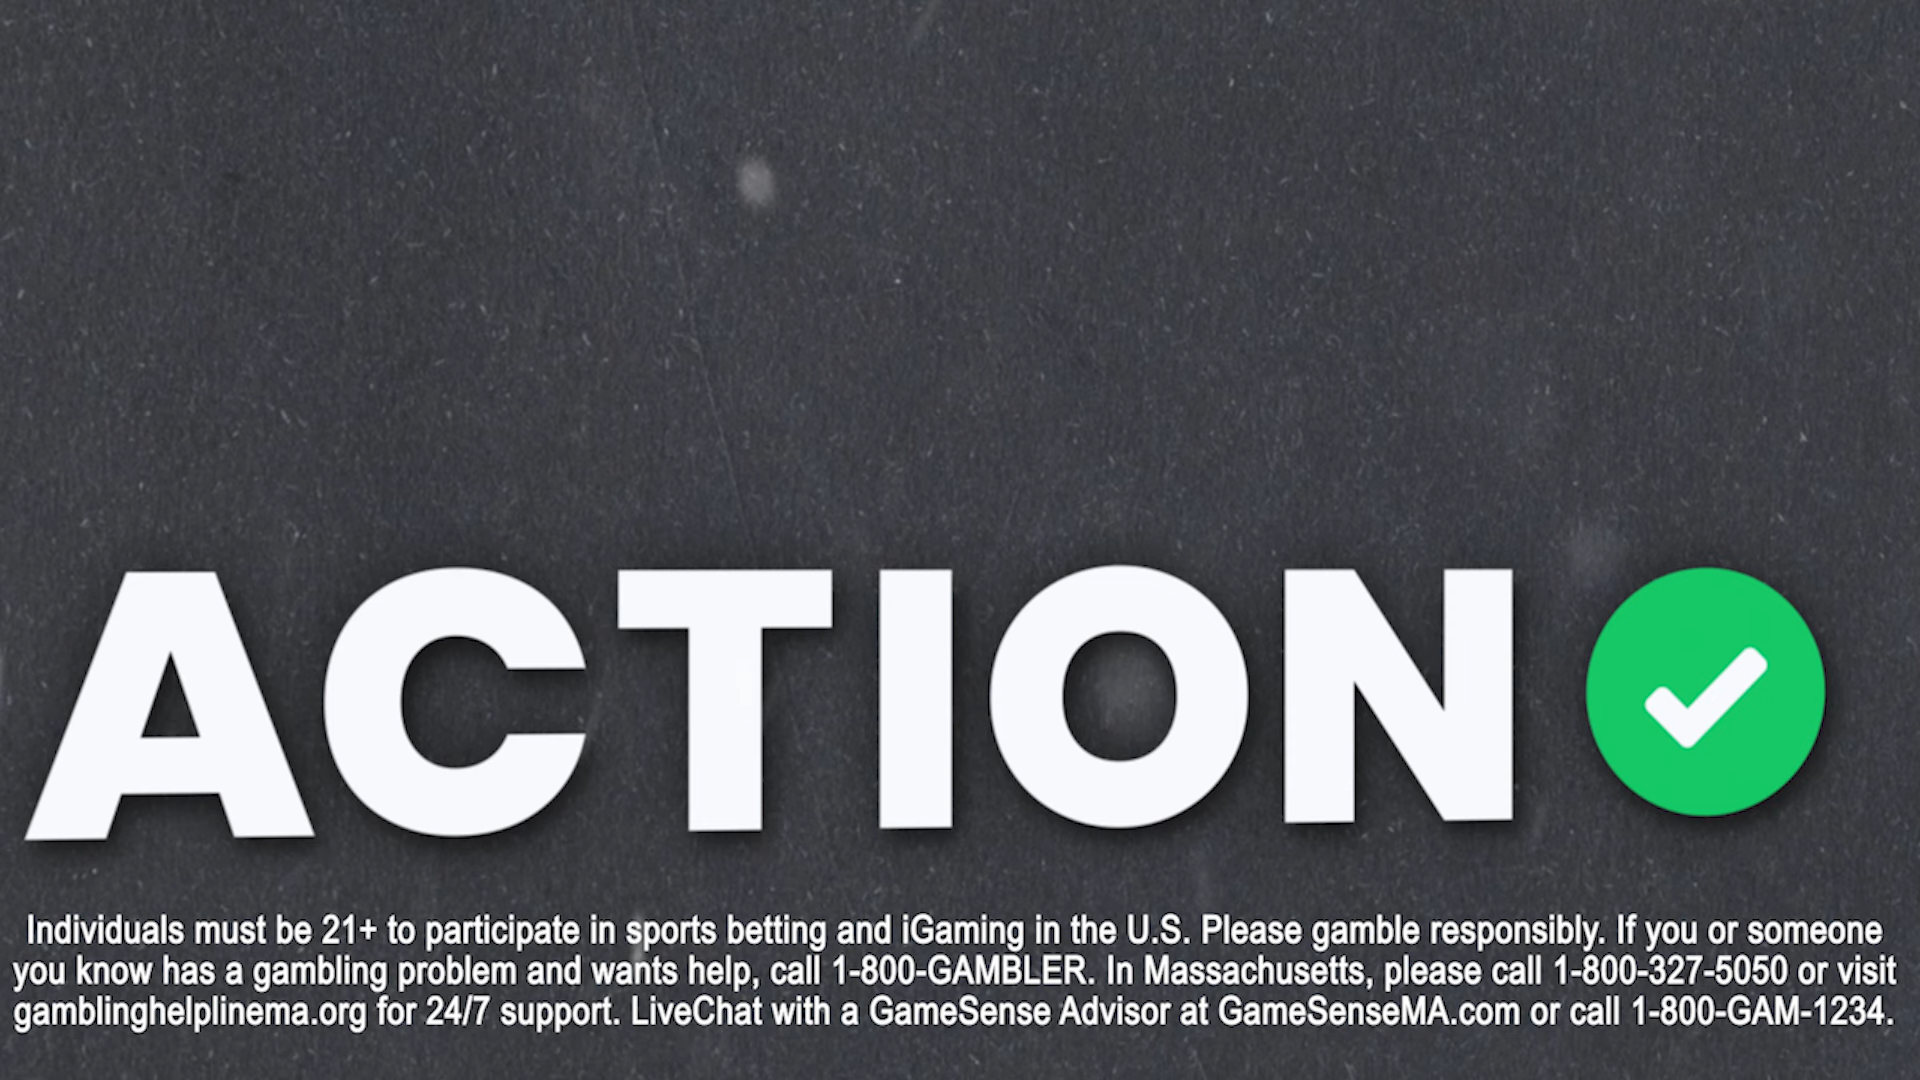 ACTION
Individuals must be 21+ to participate in sports betting and iGaming in the U.S. Please gamble responsibly. If you or someone
you know has a gambling problem and wants help, call 1-800-GAMBLER. In Massachusetts, please call 1-800-327-5050 or visit
gamblinghelplinema.org for 24/7 support. LiveChat with a GameSense Advisor at GameSenseMA.com or call 1-800-GAM-1234.